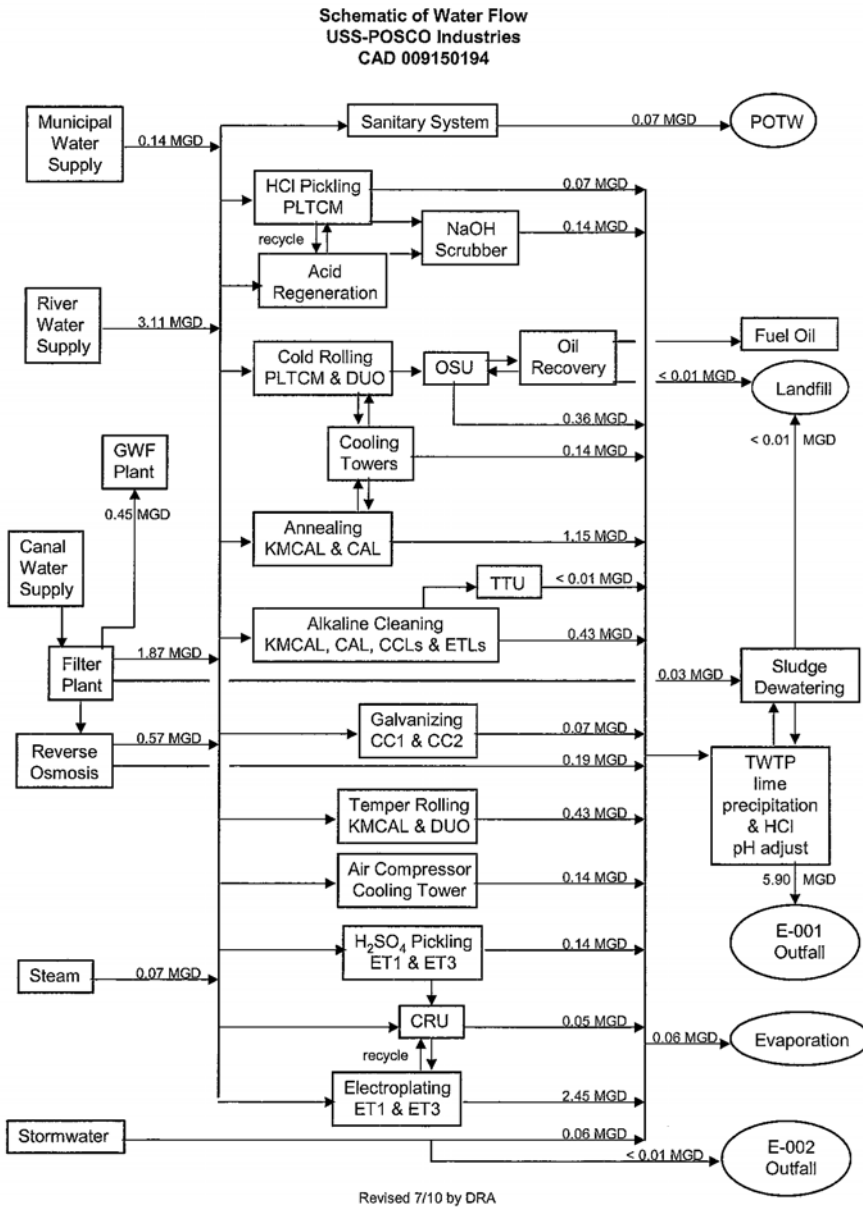 Schematic of Water Flow
USS-POSCO Industries
CAD 009150194
Municipal
Water
Supply
0.14 MGD
Sanitary System
0.07 MGD
POTW
HCl Pickling
PLTCM
0.07 MGD
recycle
NaOH
Scrubber
0.14 MGD
Acid
Regeneration
River
Water
Supply
3.11 MGD
Cold Rolling
PLTCM & DUO
OSU
Oil
Recovery
Fuel Oil
< 0.01 MGD
Landfill
0.36 MGD
< 0.01 MGD
GWF
Plant
0.45 MGD
Cooling
Towers
0.14 MGD
Annealing
KMCAL & CAL
1.15 MGD
Canal
Water
Supply
TTU
< 0.01 MGD
Alkaline Cleaning
KMCAL, CAL, CCLs & ETLs
0.43 MGD
Filter
Plant
1.87 MGD
0.03 MGD
Sludge
Dewatering
Reverse
Osmosis
0.57 MGD
Galvanizing
CC1 & CC2
0.07 MGD
0.19 MGD
TWTP
lime
precipitation
& HCl
pH adjust
5.90 MGD
Temper Rolling
KMCAL & DUO
0.43 MGD
Air Compressor
Cooling Tower
0.14 MGD
E-001
Outfall
H₂SO₄ Pickling
ET1 & ET3
0.14 MGD
Steam
0.07 MGD
CRU
0.05 MGD
0.06 MGD
Evaporation
recycle
Electroplating
ET1 & ET3
2.45 MGD
Stormwater
0.06 MGD
< 0.01 MGD
E-002
Outfall
Revised 7/10 by DRA